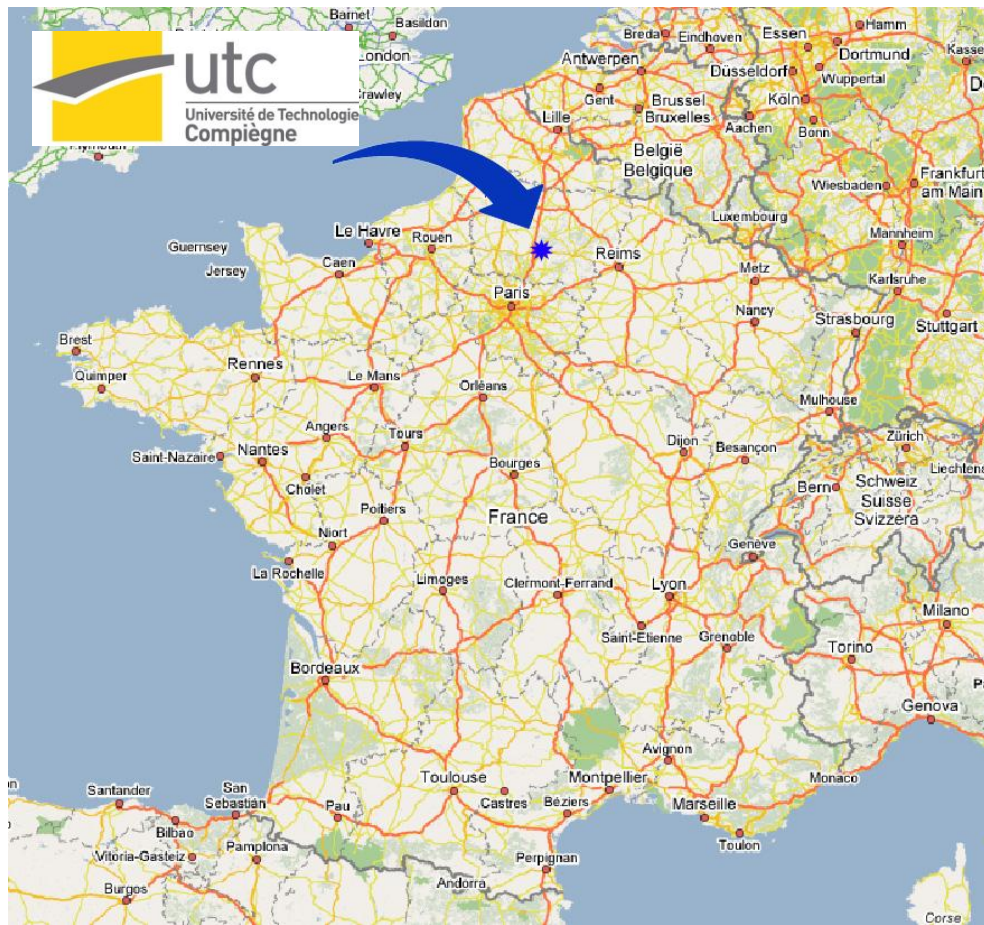 Barnet
Basildon
London
Crawley
utc
Université de Technologie
Compiègne
Plymouth
Breda
Eindhoven
Essen
Hamm
Dortmund
Kassel
Antwerpen
Düsseldorf
Wuppertal
Gent
Brussel
Bruxelles
Köln
Lille
Aachen
Bonn
België
Belgique
Wiesbaden
Frankfurt
am Main
Luxembourg
Mannheim
Guernsey
Jersey
Le Havre
Rouen
Caen
Reims
Metz
Karlsruhe
Paris
Nancy
Strasbourg
Stuttgart
Brest
Quimper
Rennes
Le Mans
Orléans
Mulhouse
Angers
Tours
Dijon
Besançon
Zürich
Saint-Nazaire
Nantes
Cholet
Bourges
Bern
Schweiz
Suisse
Svizzera
Liechtens
Poitiers
France
Niort
Genève
La Rochelle
Limoges
Clermont-Ferrand
Lyon
Milano
Saint-Etienne
Grenoble
Torino
Bordeaux
Genova
Avignon
Monaco
Toulouse
Montpellier
Santander
San
Sebastián
Pau
Castres
Béziers
Marseille
Bilbao
Toulon
Vitoria-Gasteiz
Pamplona
Perpignan
Burgos
Andorra
Corse